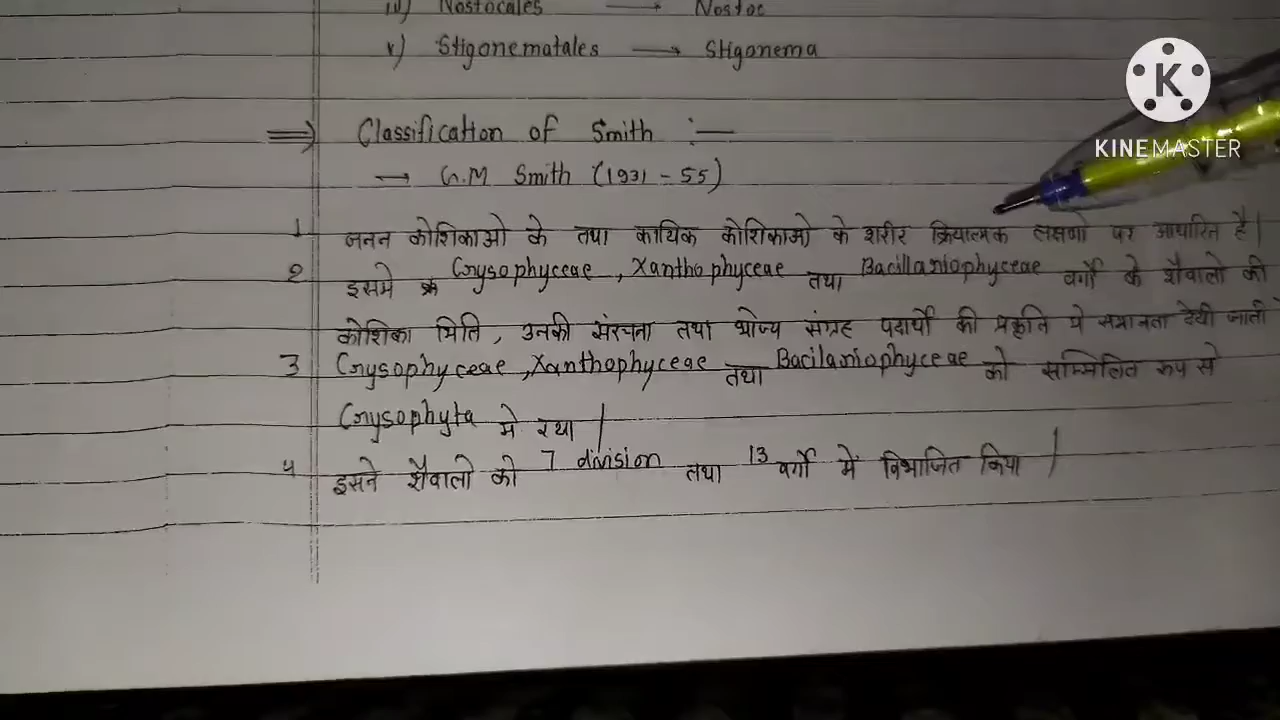 iv) Nostocales → Nostoc
v) Stigonematales → Stigonema
⇒ Classification of Smith :—
→ G.M Smith (1931 - 55)
1 जनन कोशिकाओ के तथा कायिक कोशिकाओ के शरीर क्रियात्मक लक्षणो पर आधारित है।
2 इसमे Crysophyceae, Xanthophyceae तथा Bacillariophyceae वर्गो के शैवालो की
कोशिका भिति, उनकी संरचना तथा भोज्य संग्रह पदार्थो की प्रकृति मे समानता देखी जाती
3 Crysophyceae, Xanthophyceae तथा Bacilariophyceae को सम्मिलित रूप से
Crysophyta मे रखा।
4 इसने शैवालो को 7 division तथा 13 वर्गो में विभाजित किया।
KINEMASTER